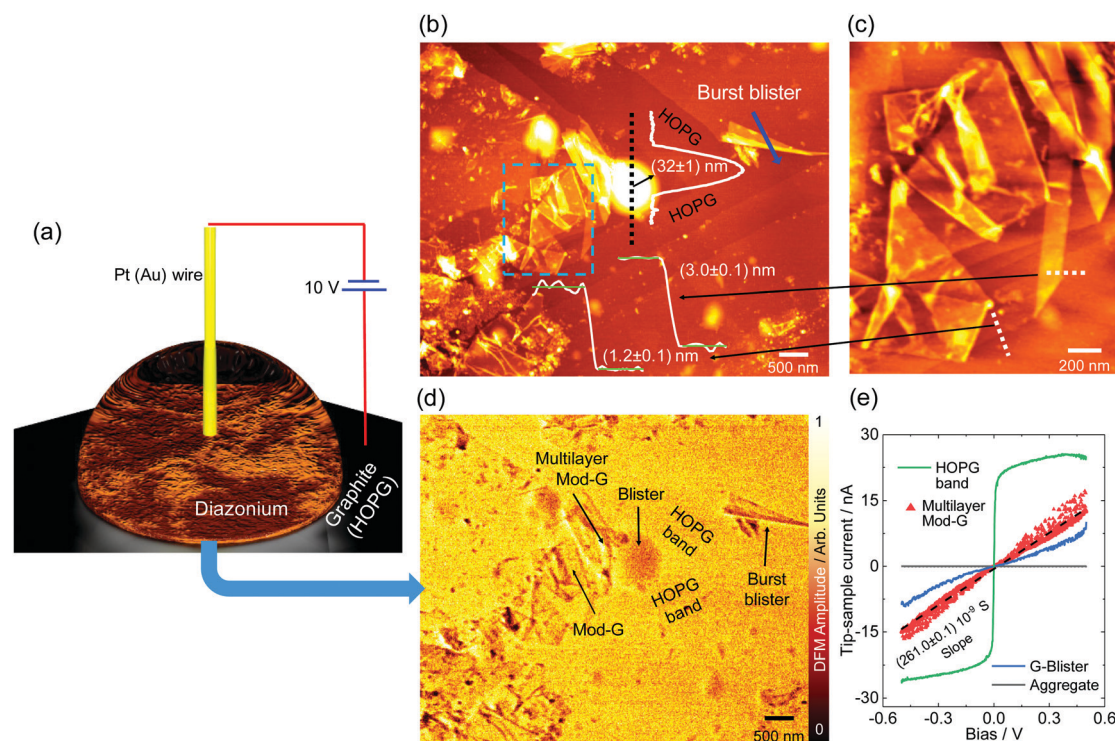 (a)
Pt (Au) wire
10 V
Diazonium
Graphite
(HOPG)
(b)
Burst blister
HOPG
(32±1) nm
HOPG
(3.0±0.1) nm
(1.2±0.1) nm
500 nm
(c)
200 nm
(d)
Multilayer
Mod-G
Blister
HOPG
band
HOPG
band
Mod-G
Burst
blister
500 nm
1
DFM Amplitude / Arb. Units
0
(e)
Tip-sample current / nA
30
15
0
-15
-30
HOPG
band
Multilayer
Mod-G
(261.0±0.1) 10⁻⁹ S
Slope
G-Blister
Aggregate
-0.6
-0.3
0.0
0.3
0.6
Bias / V